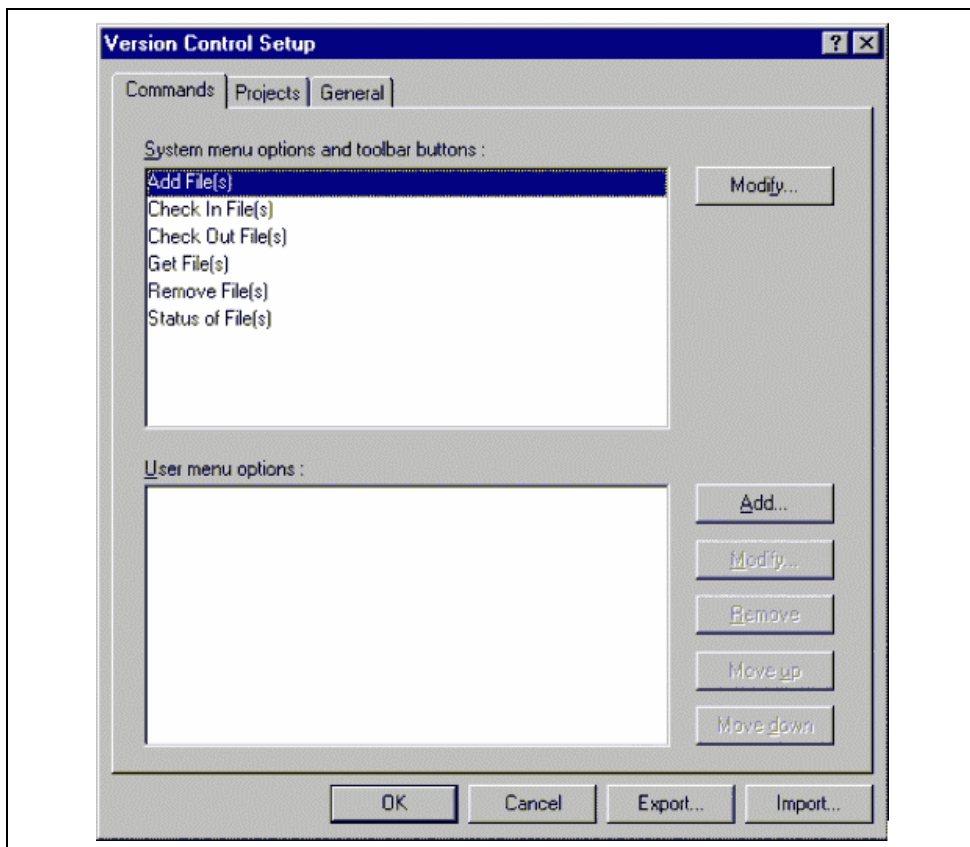 Version Control Setup
Commands Projects General
System menu options and toolbar buttons :
Add File(s)
Check In File(s)
Check Out File(s)
Get File(s)
Remove File(s)
Status of File(s)
Modify...
User menu options :
Add...
Modify...
Remove
Move up
Move down
OK Cancel Export... Import...